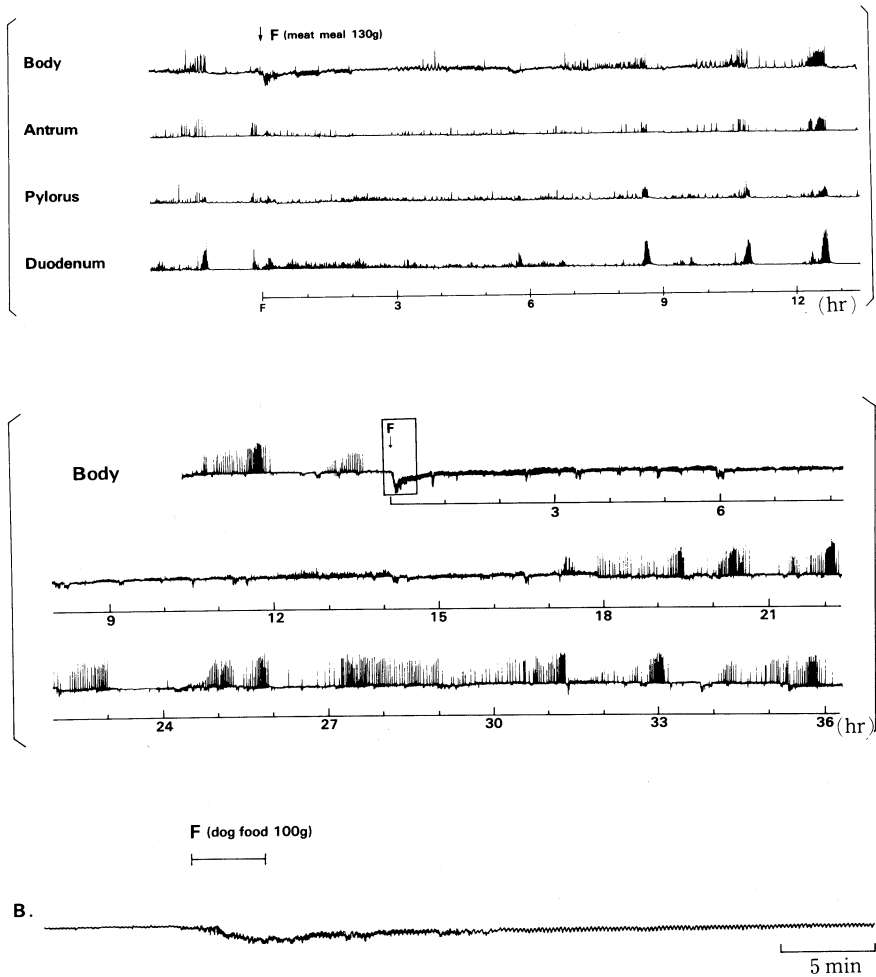 F (meat meal 130g)
Body
Antrum
Pylorus
Duodenum
F 3 6 9 12 (hr)
F
Body
3 6
9 12 15 18 21
24 27 30 33 36 (hr)
F (dog food 100g)
B.
5 min